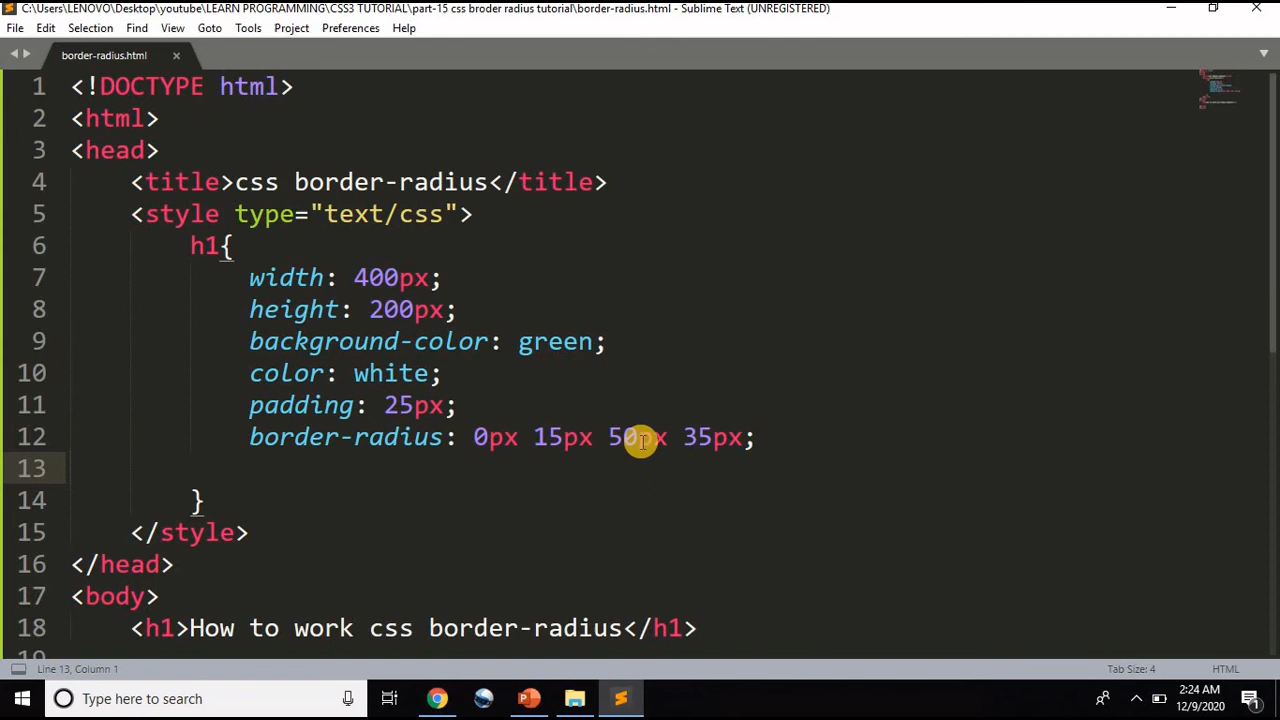 C:\Users\LENOVO\Desktop\youtube\LEARN PROGRAMMING\CSS3 TUTORIAL\part-15 css broder radius tutorial\border-radius.html - Sublime Text (UNREGISTERED)
File Edit Selection Find View Goto Tools Project Preferences Help
border-radius.html
1 <!DOCTYPE html>
2 <html>
3 <head>
4 <title>css border-radius</title>
5 <style type="text/css">
6 h1{
7 width: 400px;
8 height: 200px;
9 background-color: green;
10 color: white;
11 padding: 25px;
12 border-radius: 0px 15px 50px 35px;
13
14 }
15 </style>
16 </head>
17 <body>
18 <h1>How to work css border-radius</h1>
19
Line 13, Column 1 Tab Size: 4 HTML
Type here to search
2:24 AM
12/9/2020
1